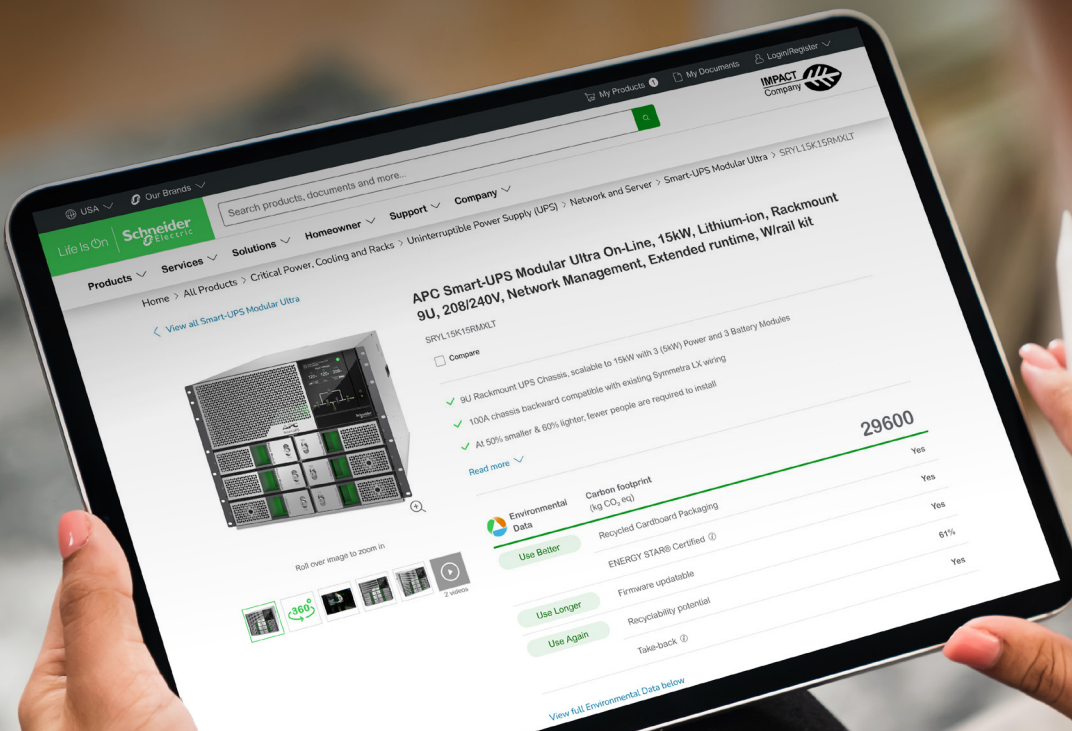 USA
Our Brands
My Products 1
My Documents
Login/Register
Life Is On
Schneider
Electric
Search products, documents and more...
IMPACT
Company
Products
Services
Solutions
Homeowner
Support
Company
Home > All Products > Critical Power, Cooling and Racks > Uninterruptible Power Supply (UPS) > Network and Server > Smart-UPS Modular Ultra > SRYL15K15RMXLT
View all Smart-UPS Modular Ultra
APC Smart-UPS Modular Ultra On-Line, 15kW, Lithium-ion, Rackmount
9U, 208/240V, Network Management, Extended runtime, W/rail kit
SRYL15K15RMXLT
Compare
9U Rackmount UPS Chassis, scalable to 15kW with 3 (5kW) Power and 3 Battery Modules
100A chassis backward compatible with existing Symmetra LX wiring
At 50% smaller & 60% lighter, fewer people are required to install
Read more
Roll over image to zoom in
360°
2 videos
Environmental
Data
Carbon footprint
(kg CO₂ eq)
29600
Use Better
Recycled Cardboard Packaging
Yes
ENERGY STAR® Certified
Yes
Use Longer
Firmware updatable
Yes
Use Again
Recyclability potential
61%
Take-back
Yes
View full Environmental Data below